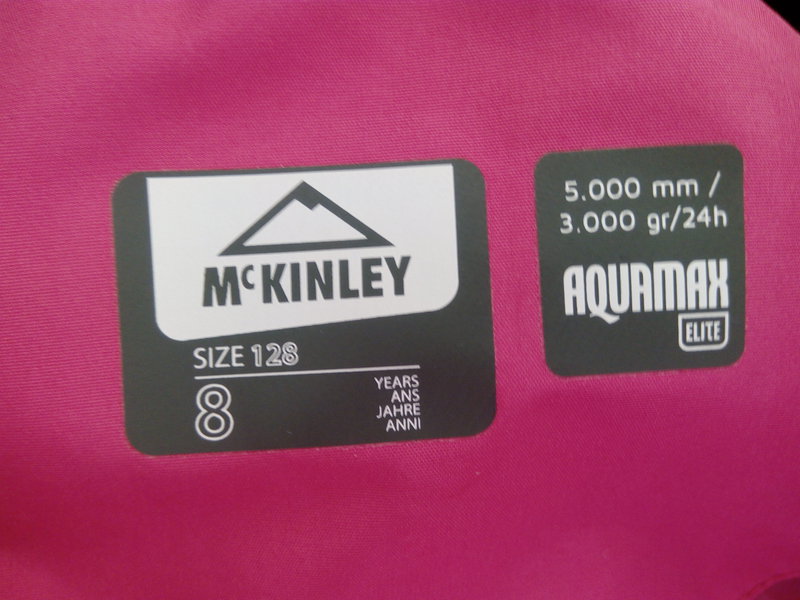 McKINLEY
SIZE 128
8
YEARS
ANS
JAHRE
ANNI
5.000 mm /
3.000 gr/24h
AQUAMAX
ELITE